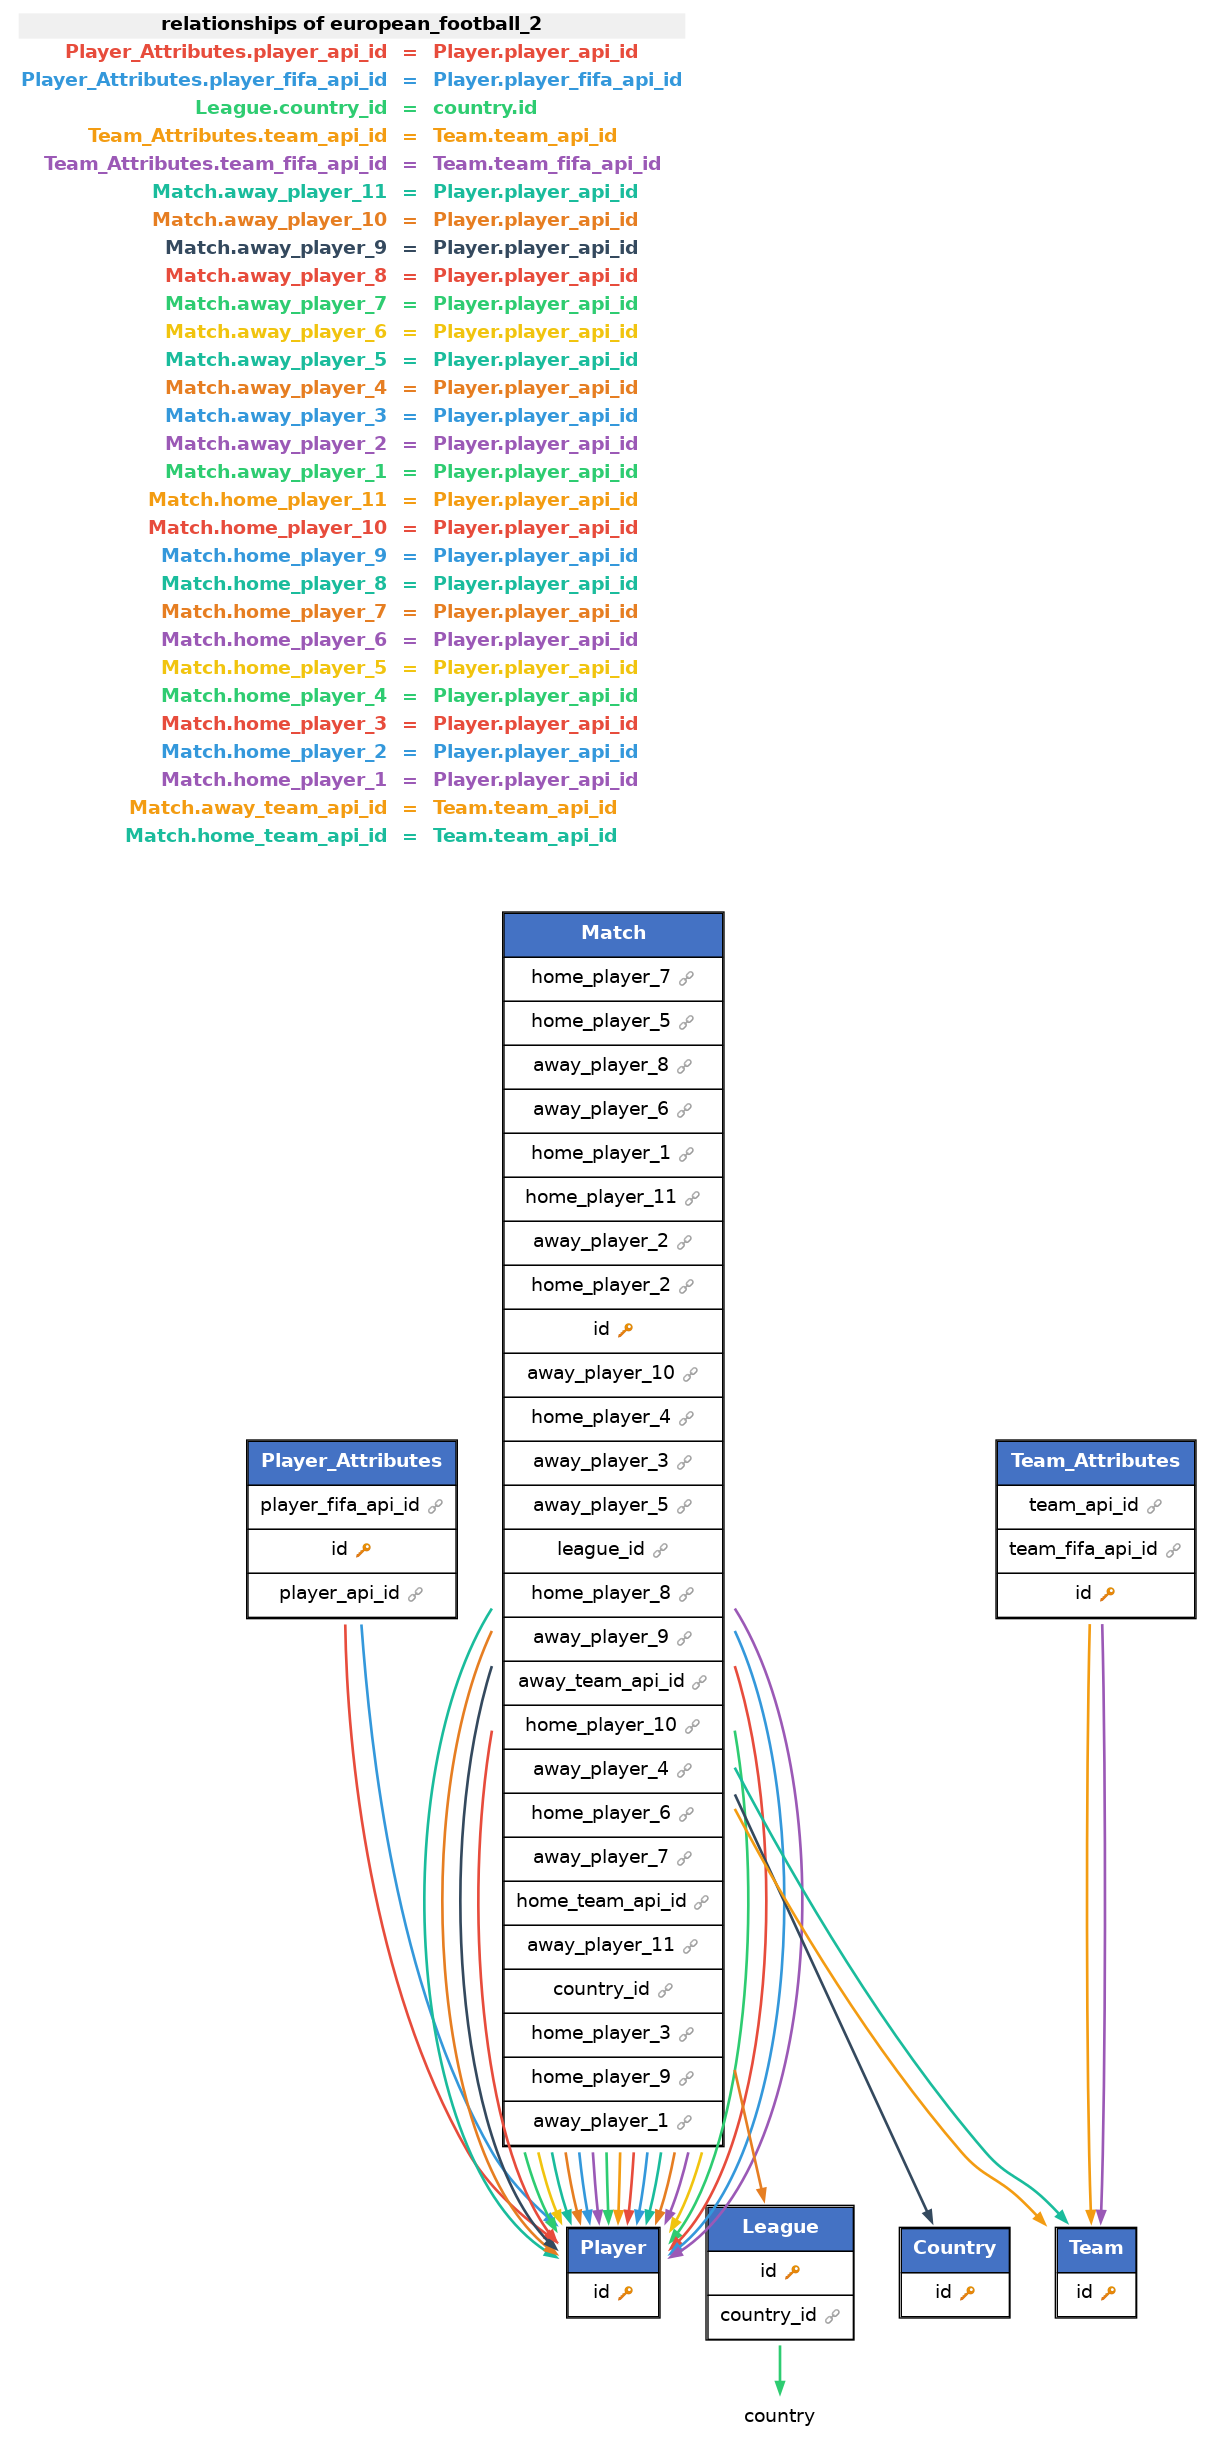 relationships of european_football_2
Player_Attributes.player_api_id = Player.player_api_id
Player_Attributes.player_fifa_api_id = Player.player_fifa_api_id
League.country_id = country.id
Team_Attributes.team_api_id = Team.team_api_id
Team_Attributes.team_fifa_api_id = Team.team_fifa_api_id
Match.away_player_11 = Player.player_api_id
Match.away_player_10 = Player.player_api_id
Match.away_player_9 = Player.player_api_id
Match.away_player_8 = Player.player_api_id
Match.away_player_7 = Player.player_api_id
Match.away_player_6 = Player.player_api_id
Match.away_player_5 = Player.player_api_id
Match.away_player_4 = Player.player_api_id
Match.away_player_3 = Player.player_api_id
Match.away_player_2 = Player.player_api_id
Match.away_player_1 = Player.player_api_id
Match.home_player_11 = Player.player_api_id
Match.home_player_10 = Player.player_api_id
Match.home_player_9 = Player.player_api_id
Match.home_player_8 = Player.player_api_id
Match.home_player_7 = Player.player_api_id
Match.home_player_6 = Player.player_api_id
Match.home_player_5 = Player.player_api_id
Match.home_player_4 = Player.player_api_id
Match.home_player_3 = Player.player_api_id
Match.home_player_2 = Player.player_api_id
Match.home_player_1 = Player.player_api_id
Match.away_team_api_id = Team.team_api_id
Match.home_team_api_id = Team.team_api_id
Match
home_player_7
home_player_5
away_player_8
away_player_6
home_player_1
home_player_11
away_player_2
home_player_2
id
away_player_10
home_player_4
away_player_3
away_player_5
league_id
home_player_8
away_player_9
away_team_api_id
home_player_10
away_player_4
home_player_6
away_player_7
home_team_api_id
away_player_11
country_id
home_player_3
home_player_9
away_player_1
Player_Attributes
player_fifa_api_id
id
player_api_id
Team_Attributes
team_api_id
team_fifa_api_id
id
Player
id
League
id
country_id
Country
id
Team
id
country